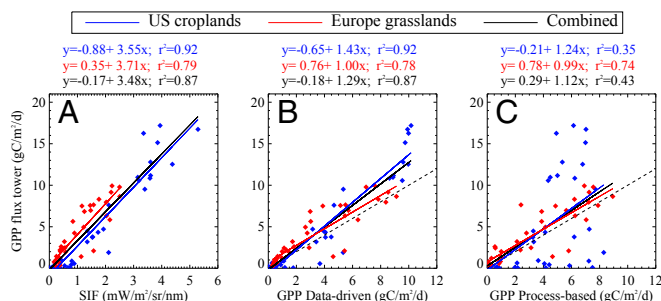 US croplands Europe grasslands Combined
y=-0.88+ 3.55x; r²=0.92 y=-0.65+ 1.43x; r²=0.92 y=-0.21+ 1.24x; r²=0.35
y= 0.35+ 3.71x; r²=0.79 y= 0.76+ 1.00x; r²=0.78 y= 0.78+ 0.99x; r²=0.74
y=-0.17+ 3.48x; r²=0.87 y=-0.18+ 1.29x; r²=0.87 y= 0.29+ 1.12x; r²=0.43
A B C
GPP flux tower (gC/m²/d)
20
15
10
5
0
0 1 2 3 4 5 6 0 2 4 6 8 10 12 0 2 4 6 8 10 12
SIF (mW/m²/sr/nm) GPP Data-driven (gC/m²/d) GPP Process-based (gC/m²/d)